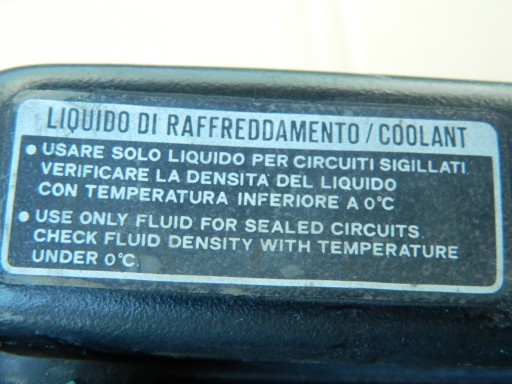 LIQUIDO DI RAFFREDDAMENTO / COOLANT
• USARE SOLO LIQUIDO PER CIRCUITI SIGILLATI.
VERIFICARE LA DENSITA' DEL LIQUIDO
CON TEMPERATURA INFERIORE A 0°C
• USE ONLY FLUID FOR SEALED CIRCUITS.
CHECK FLUID DENSITY WITH TEMPERATURE
UNDER 0°C.